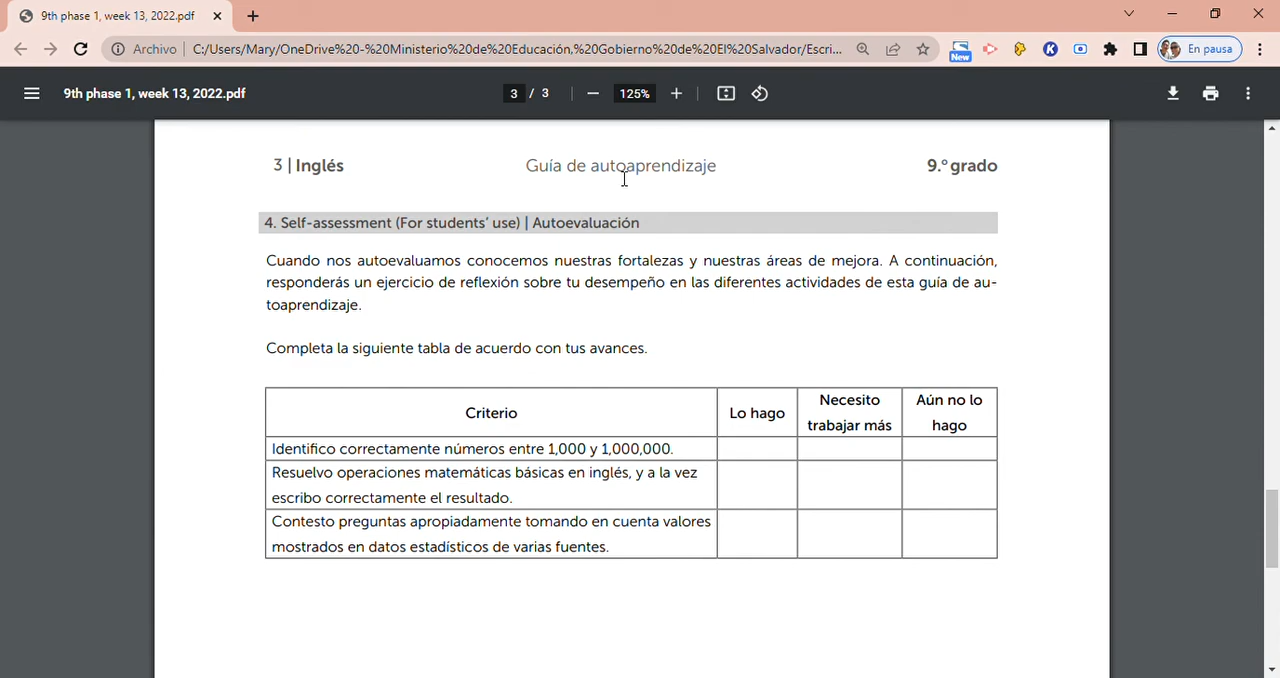 9th phase 1, week 13, 2022.pdf
Archivo | C:/Users/Mary/OneDrive%20-%20Ministerio%20de%20Educación,%20Gobierno%20de%20El%20Salvador/Escri...
New
K
En pausa
9th phase 1, week 13, 2022.pdf
3 / 3
125%
3 | Inglés
Guía de autoaprendizaje
9.º grado
4. Self-assessment (For students’ use) | Autoevaluación
Cuando nos autoevaluamos conocemos nuestras fortalezas y nuestras áreas de mejora. A continuación,
responderás un ejercicio de reflexión sobre tu desempeño en las diferentes actividades de esta guía de au-
toaprendizaje.
Completa la siguiente tabla de acuerdo con tus avances.
Criterio
Lo hago
Necesito
trabajar más
Aún no lo
hago
Identifico correctamente números entre 1,000 y 1,000,000.
Resuelvo operaciones matemáticas básicas en inglés, y a la vez
escribo correctamente el resultado.
Contesto preguntas apropiadamente tomando en cuenta valores
mostrados en datos estadísticos de varias fuentes.